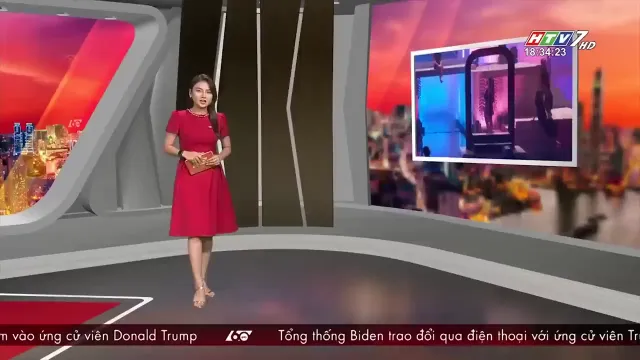 HTV7 HD
18:34:23
m vào ứng cử viên Donald Trump 60 Tổng thống Biden trao đổi qua điện thoại với ứng cử viên Tr